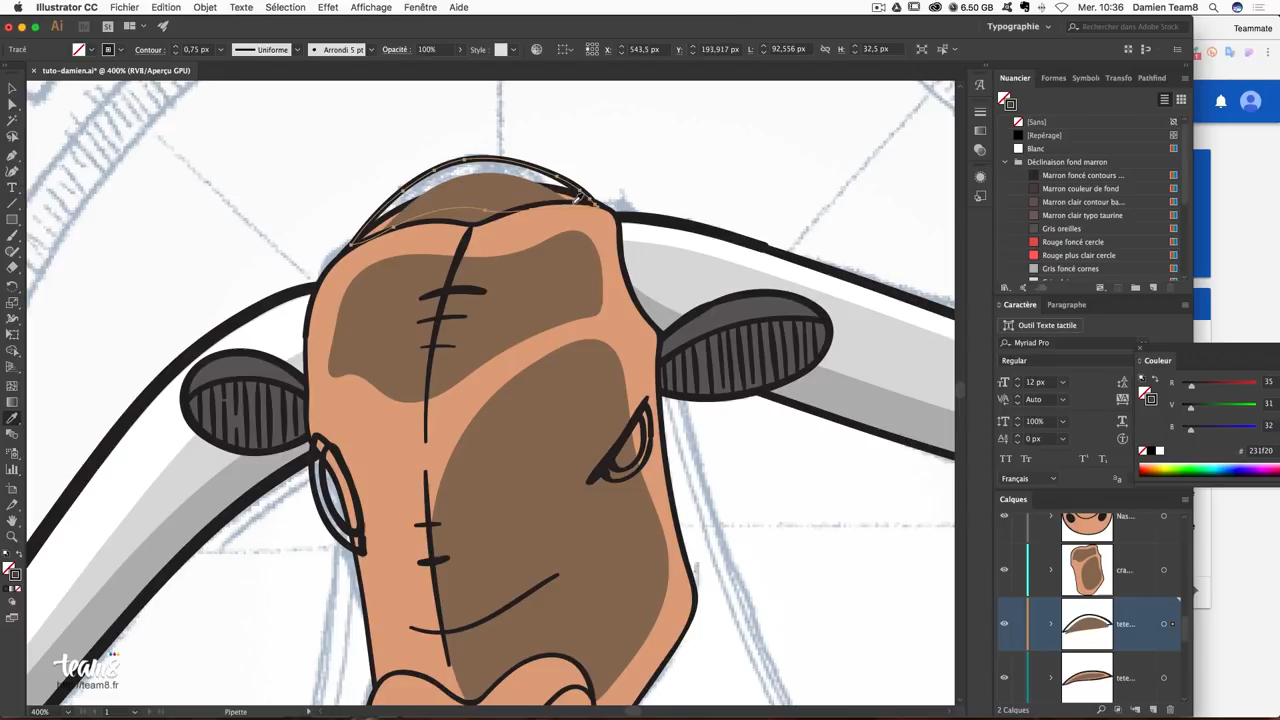 Illustrator CC Fichier Edition Objet Texte Sélection Effet Affichage Fenêtre Aide 6.50 GB Mer. 10:36 Damien Team8
Ai St Typographie Rechercher dans Adobe Stock
Tracé Contour : 0,75 px Uniforme Arrondi 5 pt Opacité : 100% Style : X : 543,5 px Y : 193,917 px L : 92,556 px H : 32,5 px
Teammate
tuto-damien.ai* @ 400% (RVB/Aperçu GPU)
Nuancier Formes Symbol Transfo Pathfind
[Sans]
[Repérage]
Blanc
Déclinaison fond marron
Marron foncé contours ...
Marron couleur de fond
Marron clair contour ba...
Marron clair typo taurine
Gris oreilles
Rouge foncé cercle
Rouge plus clair cercle
Gris foncé cornes
Caractère Paragraphe
Outil Texte tactile
Myriad Pro
Regular
12 px
Auto
100%
0 px
Français
Couleur
R 35
V 31
B 32
# 231f20
Calques
Nas...
cra...
tete...
tete...
2 Calques
team8
http://team8.fr
400% 1 Pipette